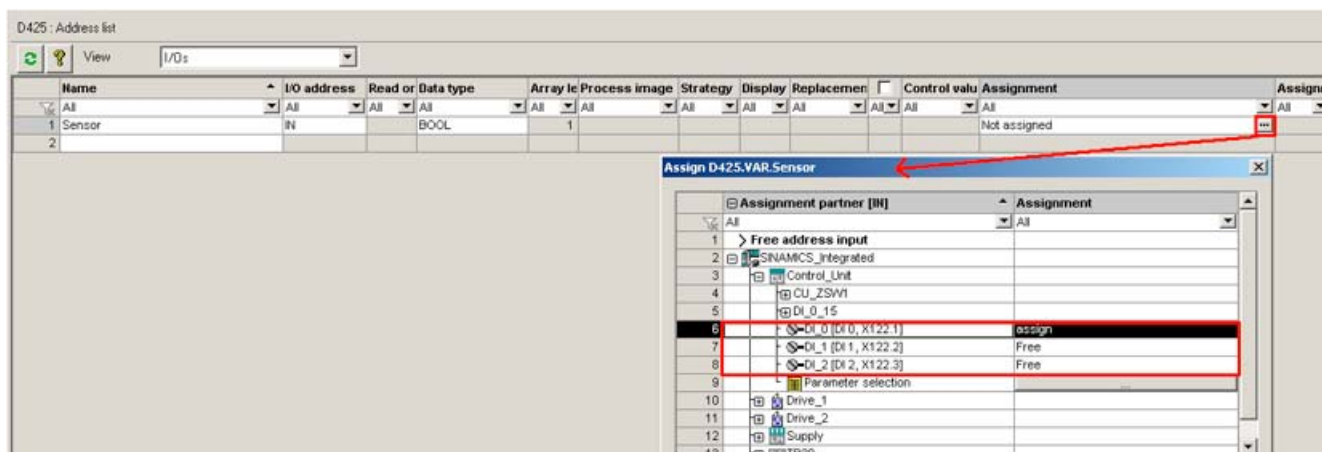 D425 : Address list
View I/Os
Name I/O address Read or Data type Array le Process image Strategy Display Replacemen Control valu Assignment Assignm
All All All All All All All All All All All All All
1 Sensor IN BOOL 1 Not assigned ...
2
Assign D425.VAR.Sensor
Assignment partner [IN] Assignment
All All
1 Free address input
2 SINAMICS_Integrated
3 Control_Unit
4 CU_ZSW1
5 DI_0_15
6 DI_0 [DI 0, X122.1] assign
7 DI_1 [DI 1, X122.2] Free
8 DI_2 [DI 2, X122.3] Free
9 Parameter selection ...
10 Drive_1
11 Drive_2
12 Supply